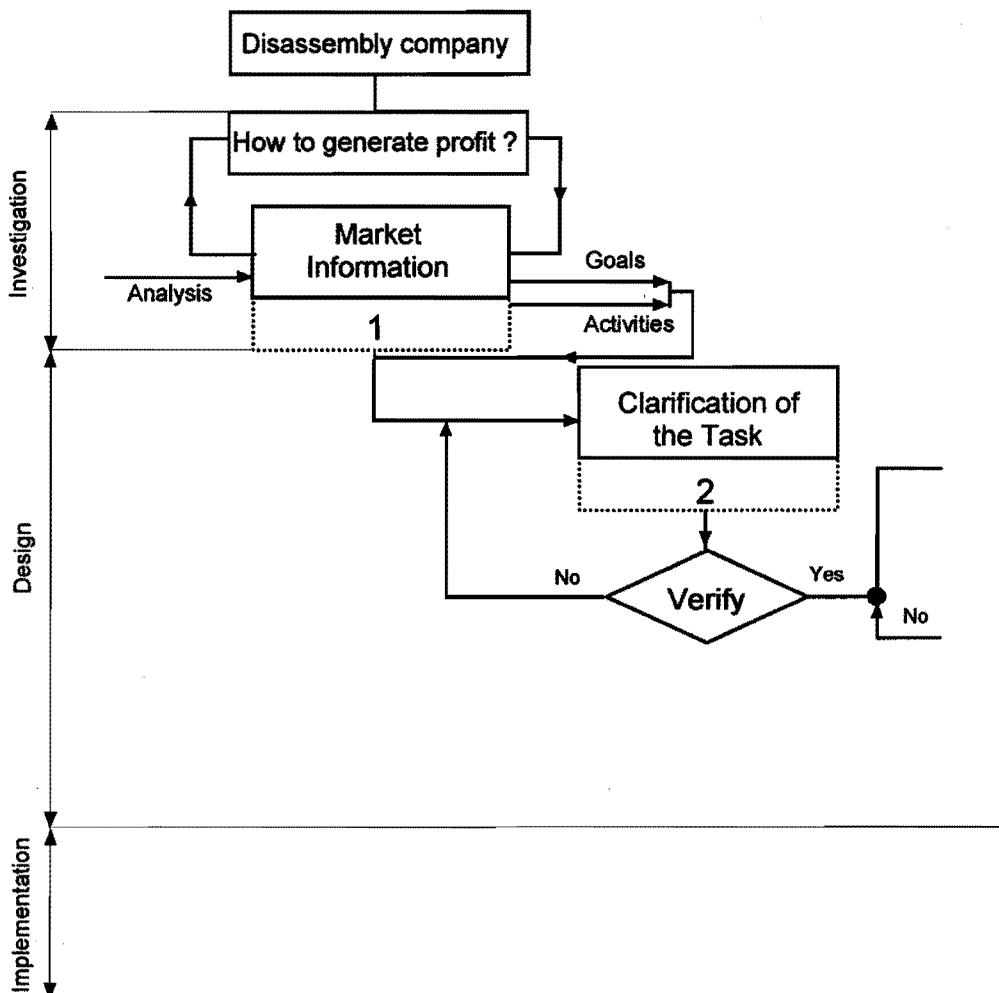 Disassembly company
How to generate profit ?
Investigation
Market
Information
Goals
Analysis
Activities
1
Clarification of
the Task
2
Design
No
Yes
Verify
No
Implementation